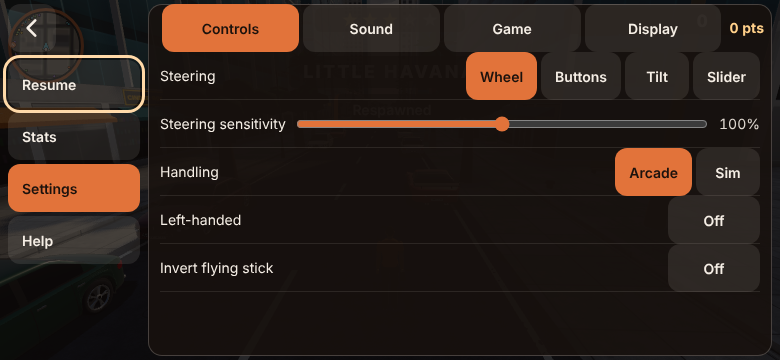 Controls Sound Game Display 0 pts
Resume
Stats
Settings
Help
Steering Wheel Buttons Tilt Slider
LITTLE HAVAN
Steering sensitivity 100%
Handling Arcade Sim
Left-handed Off
Invert flying stick Off